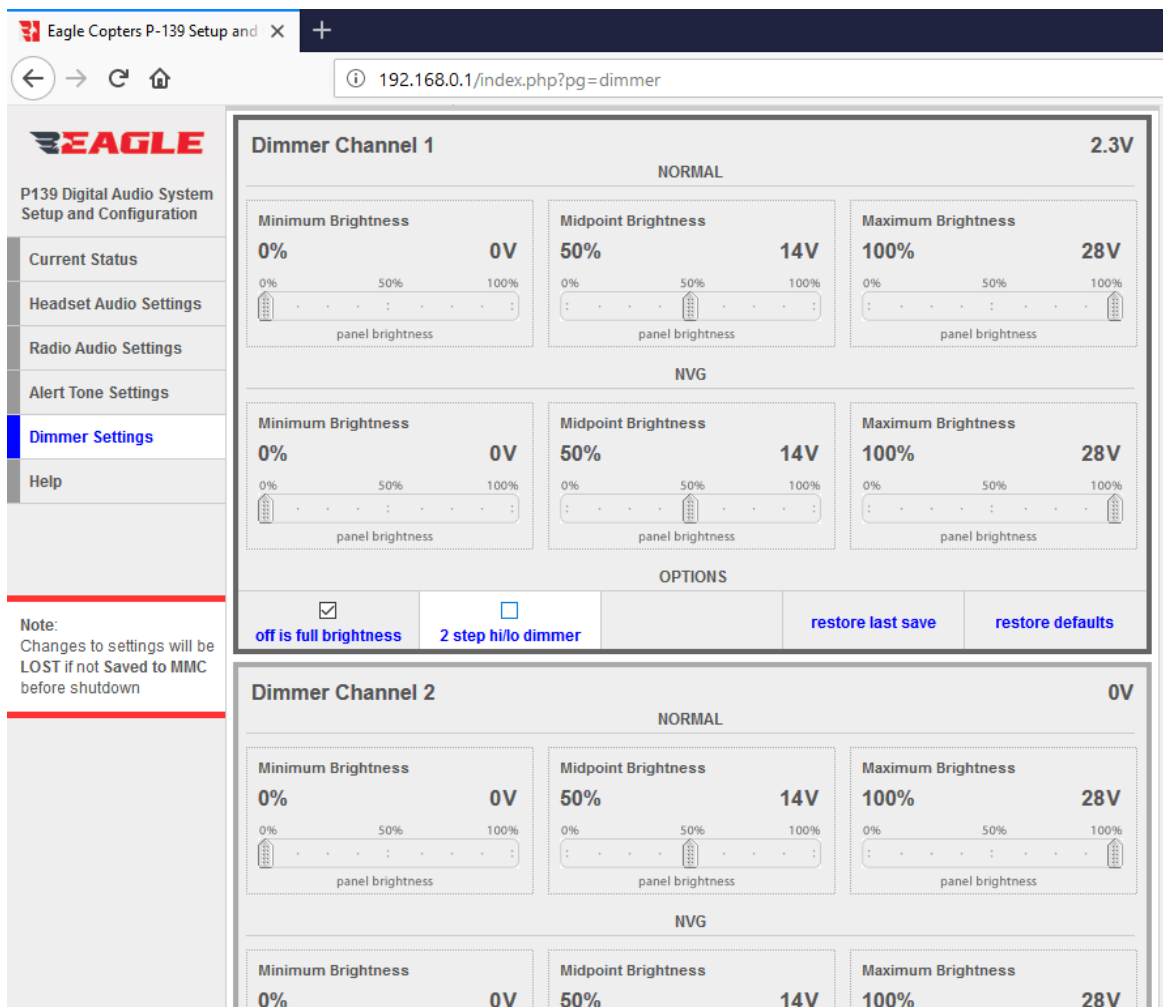 Eagle Copters P-139 Setup and
192.168.0.1/index.php?pg=dimmer
EAGLE
P139 Digital Audio System
Setup and Configuration
Current Status
Headset Audio Settings
Radio Audio Settings
Alert Tone Settings
Dimmer Settings
Help
Note:
Changes to settings will be
LOST if not Saved to MMC
before shutdown
Dimmer Channel 1 2.3V
NORMAL
Minimum Brightness Midpoint Brightness Maximum Brightness
0% 0V 50% 14V 100% 28V
0% 50% 100% 0% 50% 100% 0% 50% 100%
panel brightness panel brightness panel brightness
NVG
Minimum Brightness Midpoint Brightness Maximum Brightness
0% 0V 50% 14V 100% 28V
0% 50% 100% 0% 50% 100% 0% 50% 100%
panel brightness panel brightness panel brightness
OPTIONS
off is full brightness 2 step hi/lo dimmer restore last save restore defaults
Dimmer Channel 2 0V
NORMAL
Minimum Brightness Midpoint Brightness Maximum Brightness
0% 0V 50% 14V 100% 28V
0% 50% 100% 0% 50% 100% 0% 50% 100%
panel brightness panel brightness panel brightness
NVG
Minimum Brightness Midpoint Brightness Maximum Brightness
0% 0V 50% 14V 100% 28V